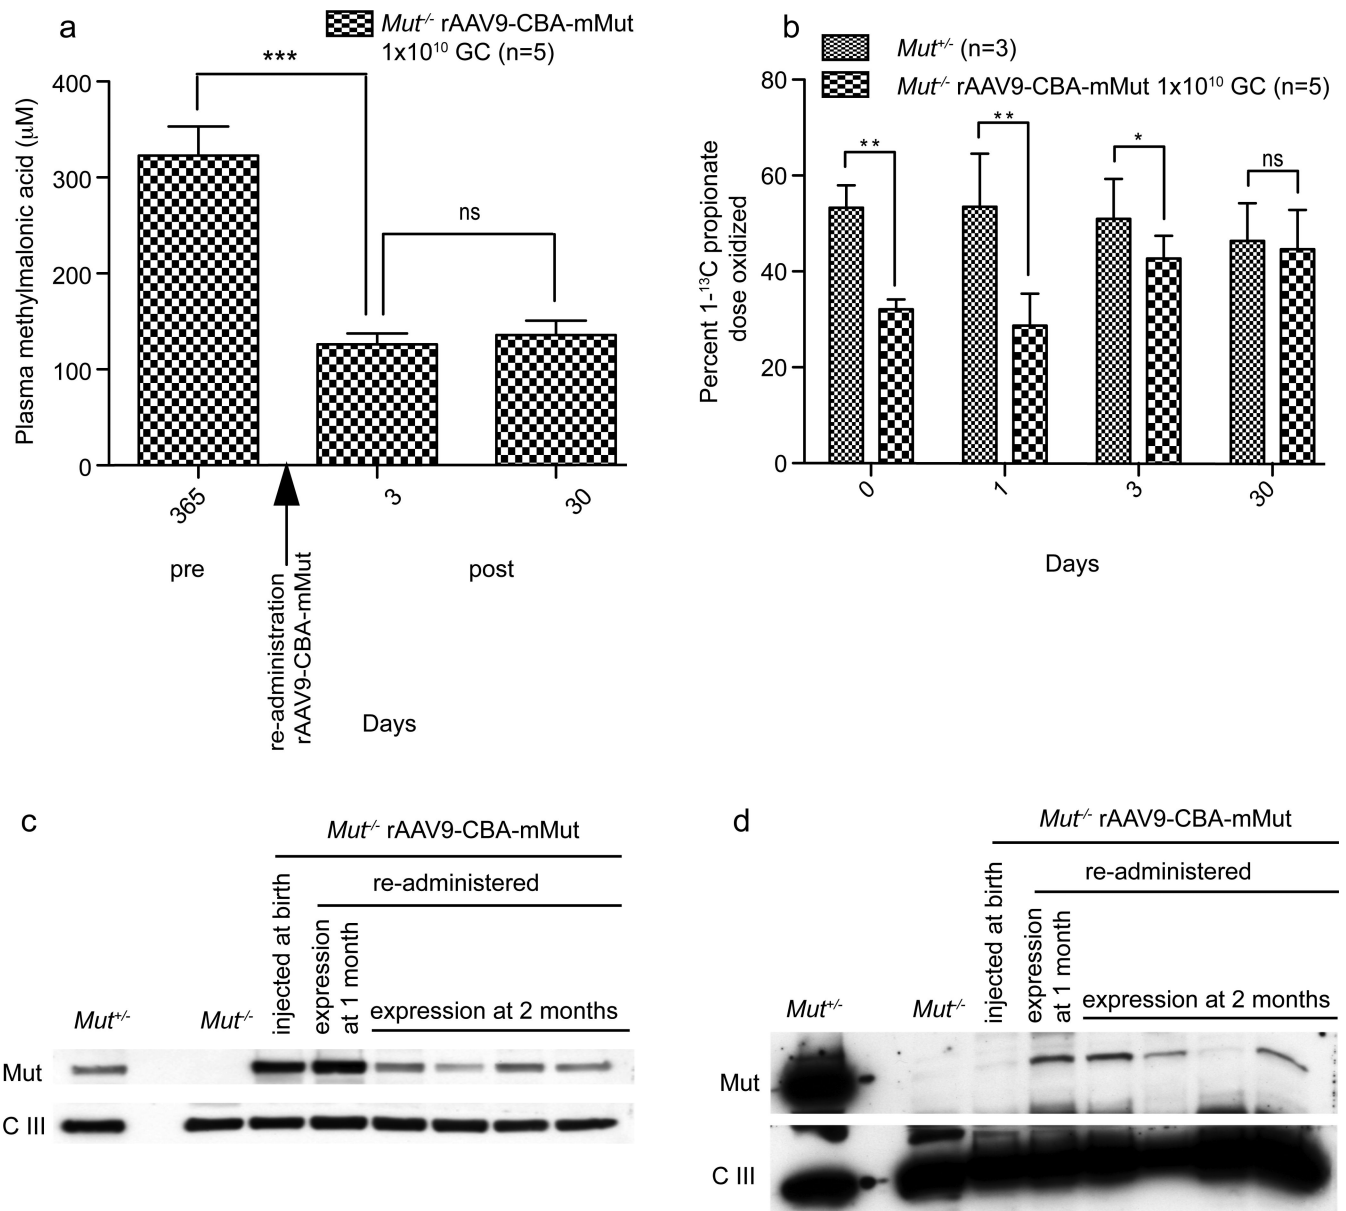 a
Mut-/- rAAV9-CBA-mMut
1x10¹⁰ GC (n=5)
***
ns
Plasma methylmalonic acid (µM)
400
300
200
100
0
365
3
30
pre
post
re-administration
rAAV9-CBA-mMut
Days
b
Mut+/- (n=3)
Mut-/- rAAV9-CBA-mMut 1x10¹⁰ GC (n=5)
Percent 1-¹³C propionate
dose oxidized
80
60
40
20
0
**
**
*
ns
0
1
3
30
Days
c
Mut-/- rAAV9-CBA-mMut
re-administered
injected at birth
expression
at 1 month
expression at 2 months
Mut+/-
Mut-/-
Mut
C III
d
Mut-/- rAAV9-CBA-mMut
re-administered
injected at birth
expression
at 1 month
expression at 2 months
Mut+/-
Mut-/-
Mut
C III